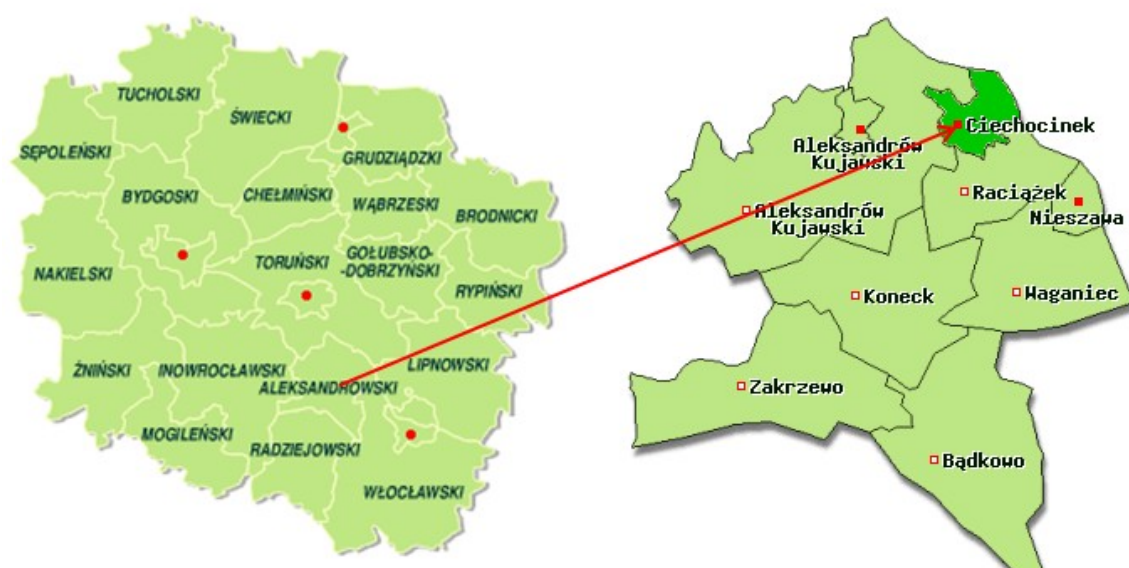 TUCHOLSKI
ŚWIECKI
SĘPOLEŃSKI
GRUDZIĄDZKI
BYDGOSKI
CHEŁMIŃSKI
WĄBRZESKI
BRODNICKI
NAKIELSKI
TORUŃSKI
GOŁUBSKO-
-DOBRZYŃSKI
RYPIŃSKI
ŻNIŃSKI
INOWROCŁAWSKI
ALEKSANDROWSKI
LIPNOWSKI
MOGILEŃSKI
RADZIEJOWSKI
WŁOCŁAWSKI
Ciechocinek
Aleksandrów
Kujawski
Raciążek
Nieszawa
Aleksandrów
Kujawski
Koneck
Waganiec
Zakrzewo
Bądkowo